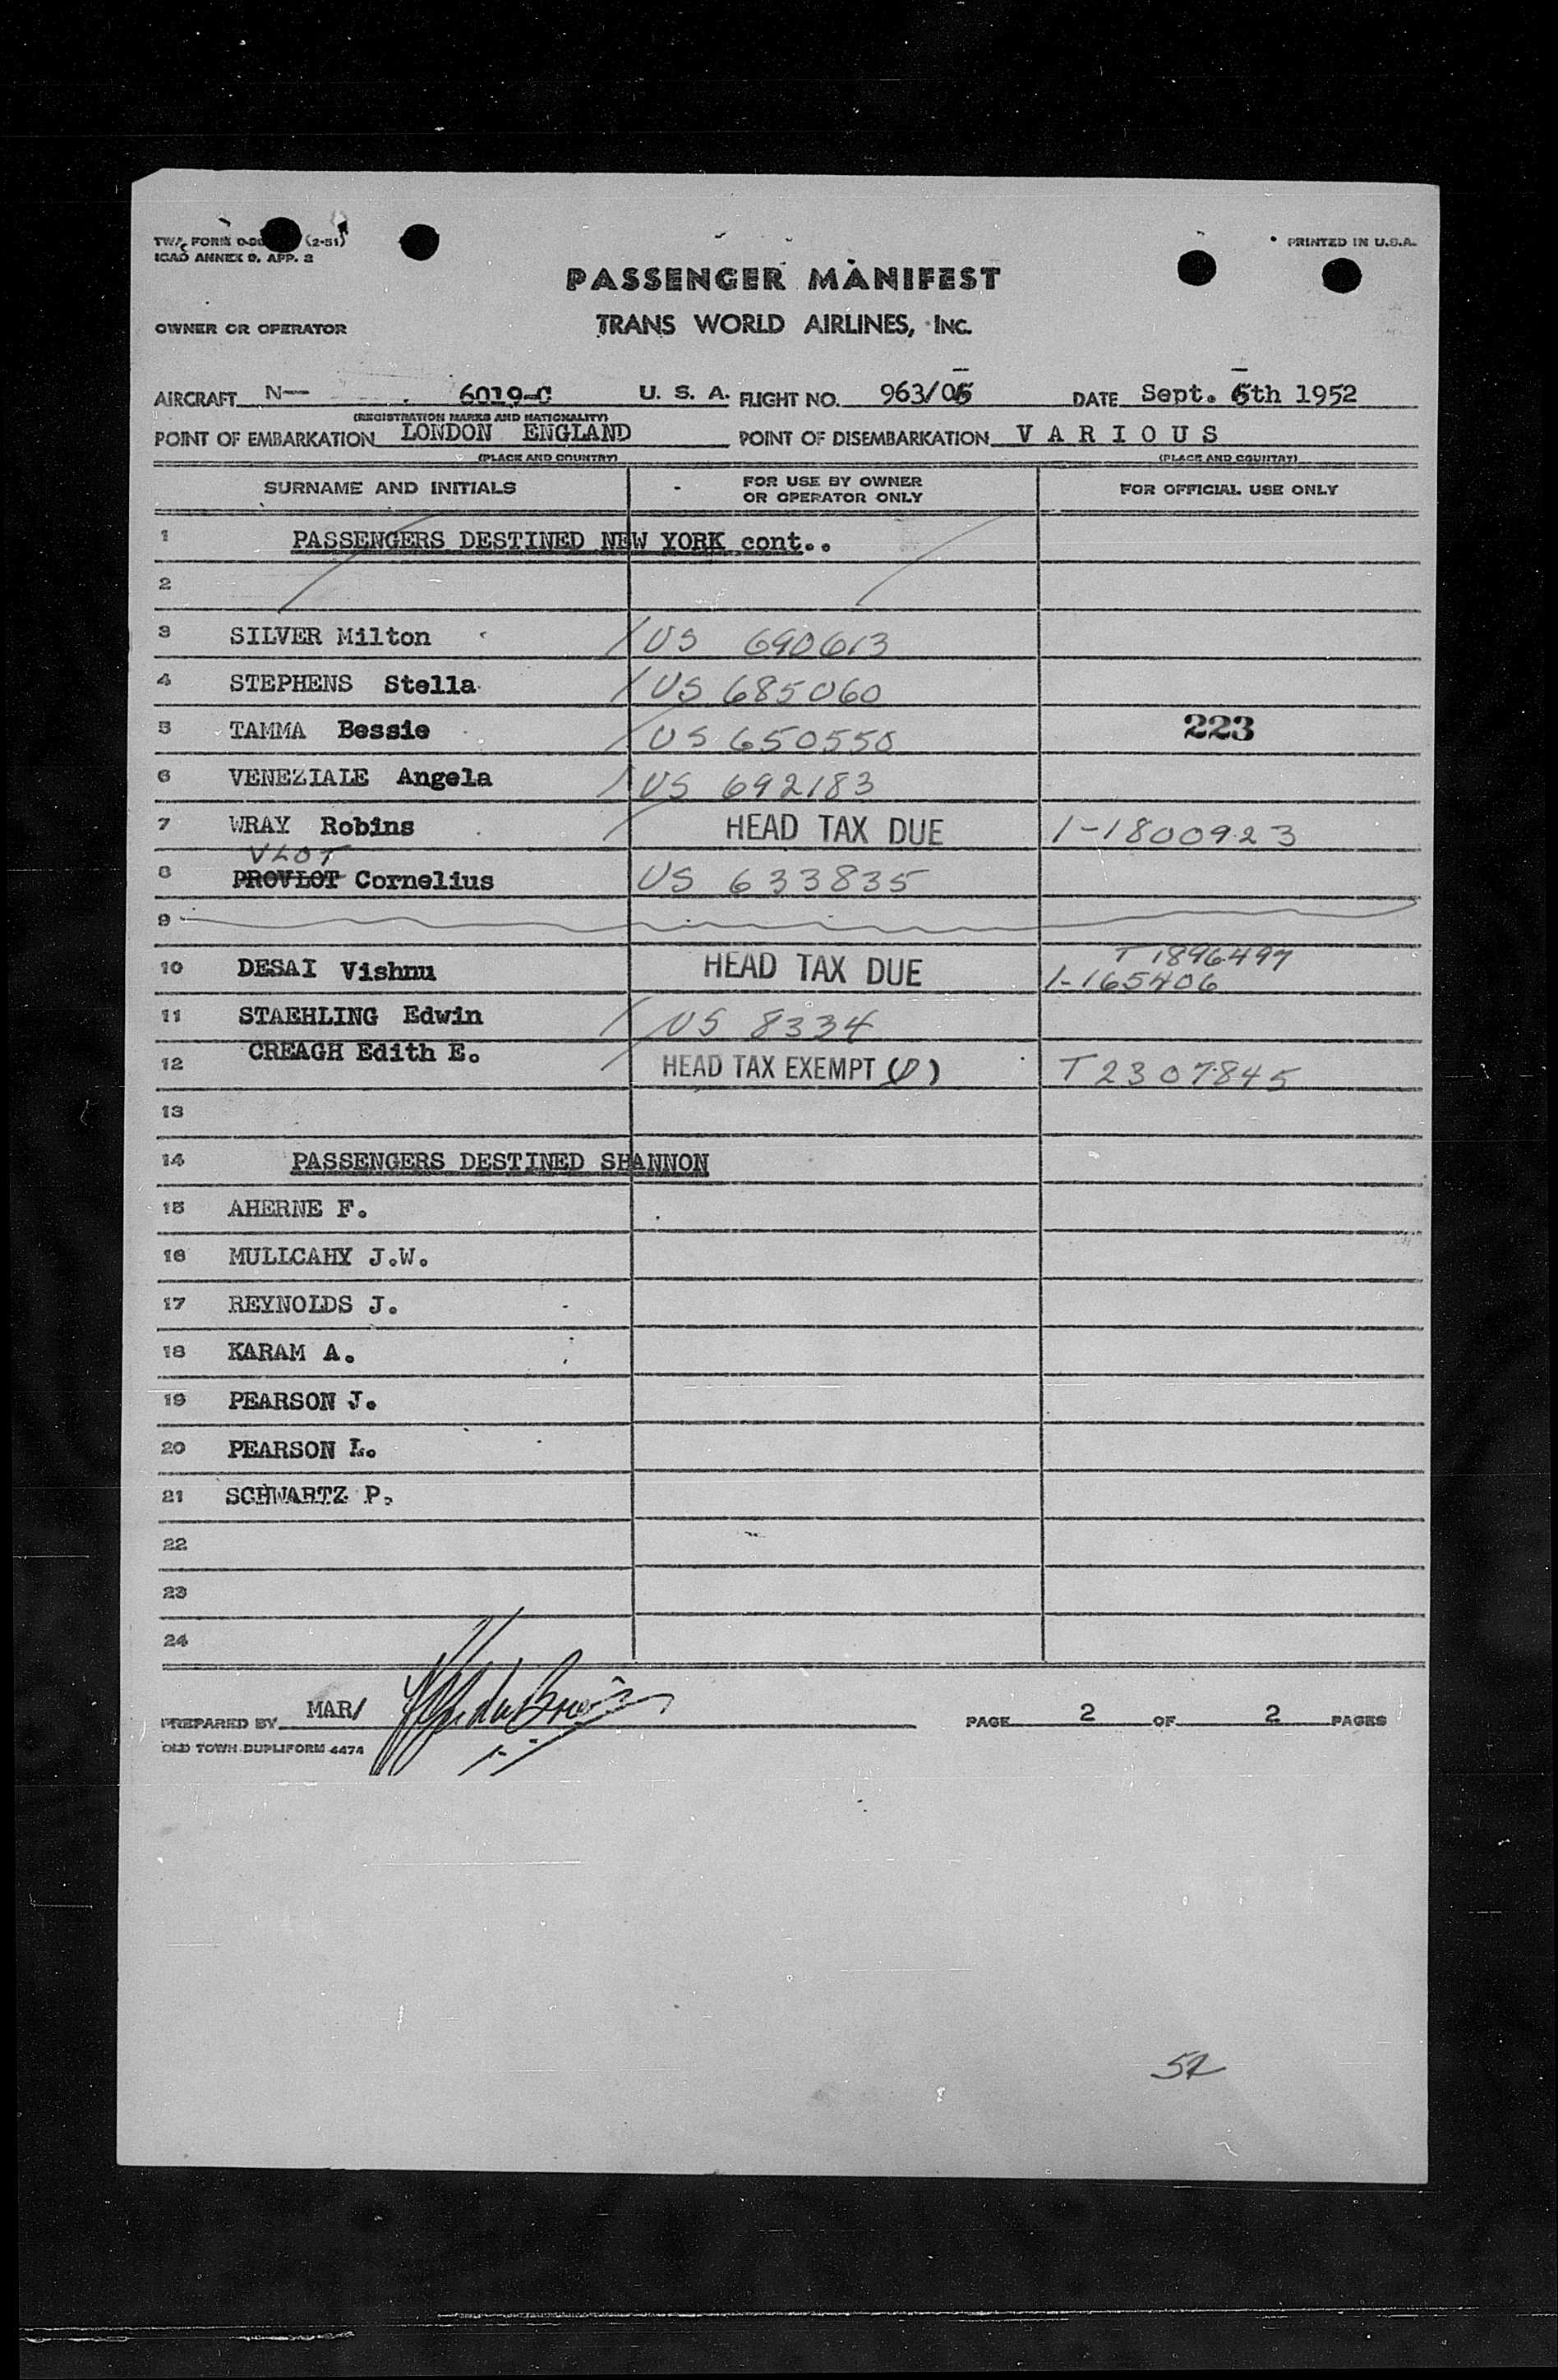 TWA FORM (2-51)
ICAO ANNEX 9. APP. 2
PRINTED IN U.S.A.
PASSENGER MANIFEST
OWNER OR OPERATOR
TRANS WORLD AIRLINES, INC.
AIRCRAFT N— 6019-C U. S. A. FLIGHT NO. 963/05 DATE Sept. 5th 1952
(REGISTRATION MARKS AND NATIONALITY)
POINT OF EMBARKATION LONDON ENGLAND POINT OF DISEMBARKATION V A R I O U S
(PLACE AND COUNTRY) (PLACE AND COUNTRY)
SURNAME AND INITIALS FOR USE BY OWNER OR OPERATOR ONLY FOR OFFICIAL USE ONLY
1 PASSENGERS DESTINED NEW YORK cont..
2
3 SILVER Milton US 690613
4 STEPHENS Stella US 685060
5 TAMMA Bessie US 650550 223
6 VENEZIALE Angela US 692183
7 WRAY Robins HEAD TAX DUE 1-1800923
VLOT
8 PROVLOT Cornelius US 633835
9
T 1896497
10 DESAI Vishnu HEAD TAX DUE 1-165406
11 STAEHLING Edwin US 8334
12 CREAGH Edith E. HEAD TAX EXEMPT T 2307845
13
14 PASSENGERS DESTINED SHANNON
15 AHERNE F.
16 MULLCAHY J.W.
17 REYNOLDS J.
18 KARAM A.
19 PEARSON J.
20 PEARSON L.
21 SCHWARTZ P.
22
23
24
PREPARED BY MAR/ PAGE 2 OF 2 PAGES
OLD TOWN DUPLIFORM 4474
52